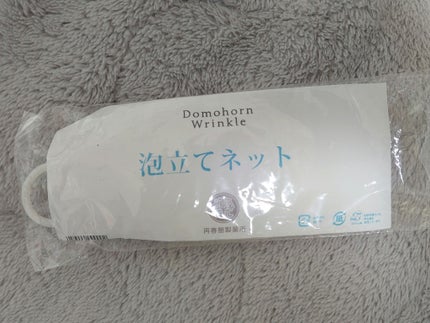 Domohorn
Wrinkle
泡立てネット
再春館製薬所